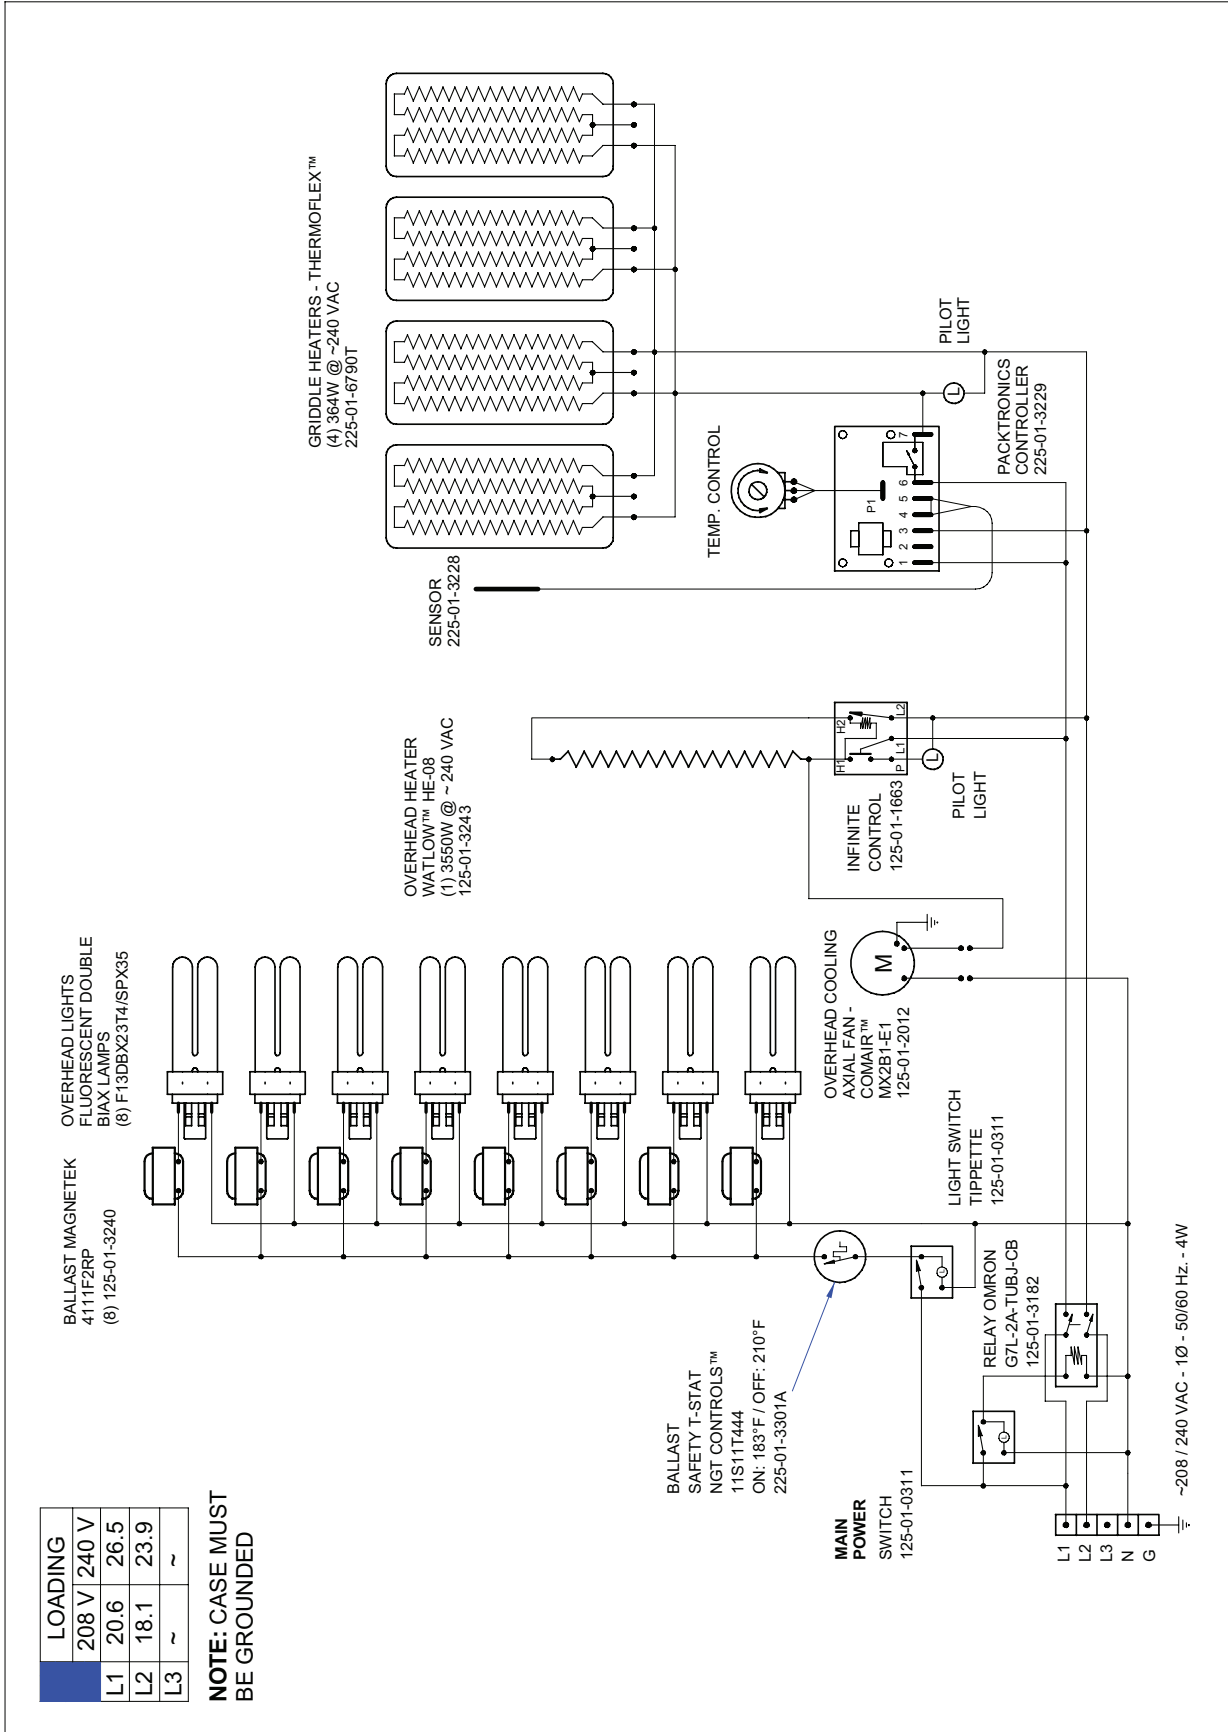 LOADING
208 V 240 V
L1 20.6 26.5
L2 18.1 23.9
L3 ~ ~
NOTE: CASE MUST
BE GROUNDED
BALLAST MAGNETEK
4111F2RP
(8) 125-01-3240
OVERHEAD LIGHTS
FLUORESCENT DOUBLE
BIAX LAMPS
(8) F13DBX23T4/SPX35
GRIDDLE HEATERS - THERMOFLEX™
(4) 364W @ ~240 VAC
225-01-6790T
OVERHEAD HEATER
WATLOW™ HE-08
(1) 3550W @ ~ 240 VAC
125-01-3243
SENSOR
225-01-3228
TEMP. CONTROL
BALLAST
SAFETY T-STAT
NGT CONTROLS™
11S11T444
ON: 183°F / OFF: 210°F
225-01-3301A
OVERHEAD COOLING
AXIAL FAN -
COMAIR™
MX2B1-E1
125-01-2012
M
INFINITE
CONTROL
125-01-1663
H1 H2
P L1 L2
L
PILOT
LIGHT
P1
1 2 3 4 5 6 7
L
PILOT
LIGHT
PACKTRONICS
CONTROLLER
225-01-3229
LIGHT SWITCH
TIPPETTE
125-01-0311
L
MAIN
POWER
SWITCH
125-01-0311
L
RELAY OMRON
G7L-2A-TUBJ-CB
125-01-3182
L1
L2
L3
N
G
~208 / 240 VAC - 1Ø - 50/60 Hz. - 4W